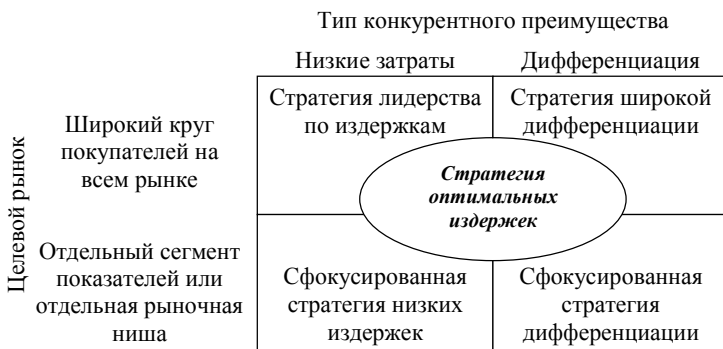 Тип конкурентного преимущества
Низкие затраты
Дифференциация
Целевой рынок
Широкий круг
покупателей на
всем рынке
Стратегия лидерства
по издержкам
Стратегия широкой
дифференциации
Стратегия
оптимальных
издержек
Отдельный сегмент
показателей или
отдельная рыночная
ниша
Сфокусированная
стратегия низких
издержек
Сфокусированная
стратегия
дифференциации